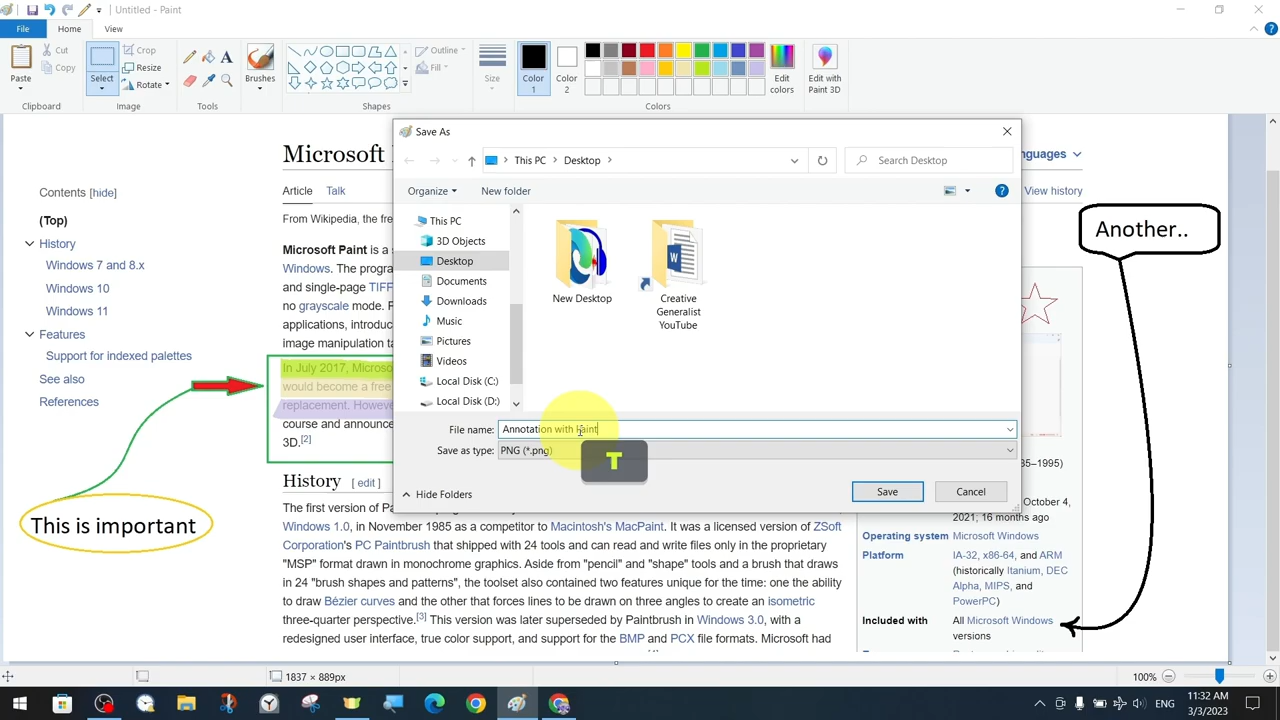 Untitled - Paint
File
Home
View
Paste
Cut
Copy
Clipboard
Select
Crop
Resize
Rotate
Image
Tools
Brushes
Shapes
Outline
Fill
Size
Color
1
Color
2
Colors
Edit
colors
Edit with
Paint 3D
Microsoft
nguages
Contents [hide]
Article
Talk
View history
(Top)
From Wikipedia, the fre
History
Microsoft Paint is a
Windows 7 and 8.x
Windows. The progra
Windows 10
and single-page TIFF
Windows 11
no grayscale mode. F
Features
applications, introduc
Support for indexed palettes
image manipulation ta
See also
In July 2017, Microso
would become a free
References
replacement. Howeve
course and announce
3D.[2]
Another..
This is important
Save As
This PC
Desktop
Search Desktop
Organize
New folder
This PC
3D Objects
Desktop
Documents
Downloads
Music
Pictures
Videos
Local Disk (C:)
Local Disk (D:)
New Desktop
Creative
Generalist
YouTube
File name:
Annotation with Paint
Save as type:
PNG (*.png)
T
Hide Folders
Save
Cancel
History [ edit ]
The first version of P
Windows 1.0, in November 1985 as a competitor to Macintosh's MacPaint. It was a licensed version of ZSoft
Corporation's PC Paintbrush that shipped with 24 tools and can read and write files only in the proprietary
"MSP" format drawn in monochrome graphics. Aside from "pencil" and "shape" tools and a brush that draws
in 24 "brush shapes and patterns", the toolset also contained two features unique for the time: one the ability
to draw Bézier curves and the other that forces lines to be drawn on three angles to create an isometric
three-quarter perspective.[3] This version was later superseded by Paintbrush in Windows 3.0, with a
redesigned user interface, true color support, and support for the BMP and PCX file formats. Microsoft had
85–1995)
October 4,
2021; 16 months ago
Operating system
Microsoft Windows
Platform
IA-32, x86-64, and ARM
(historically Itanium, DEC
Alpha, MIPS, and
PowerPC)
Included with
All Microsoft Windows
versions
1837 × 889px
100%
ENG
11:32 AM
3/3/2023